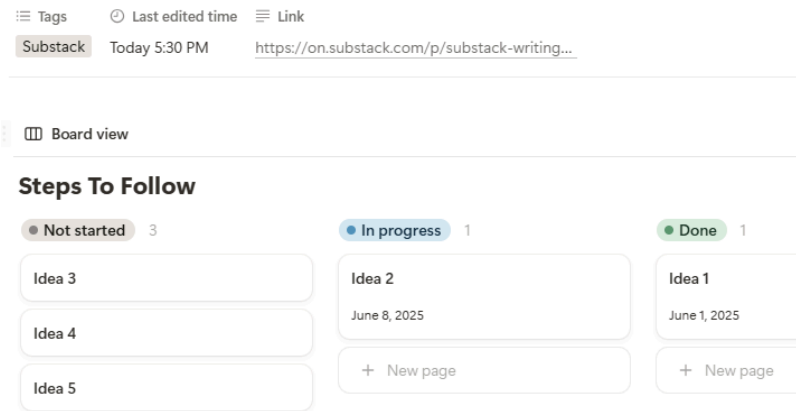 Tags Last edited time Link
Substack Today 5:30 PM https://on.substack.com/p/substack-writing...
Board view
Steps To Follow
Not started 3
Idea 3
Idea 4
Idea 5
In progress 1
Idea 2
June 8, 2025
+ New page
Done 1
Idea 1
June 1, 2025
+ New page